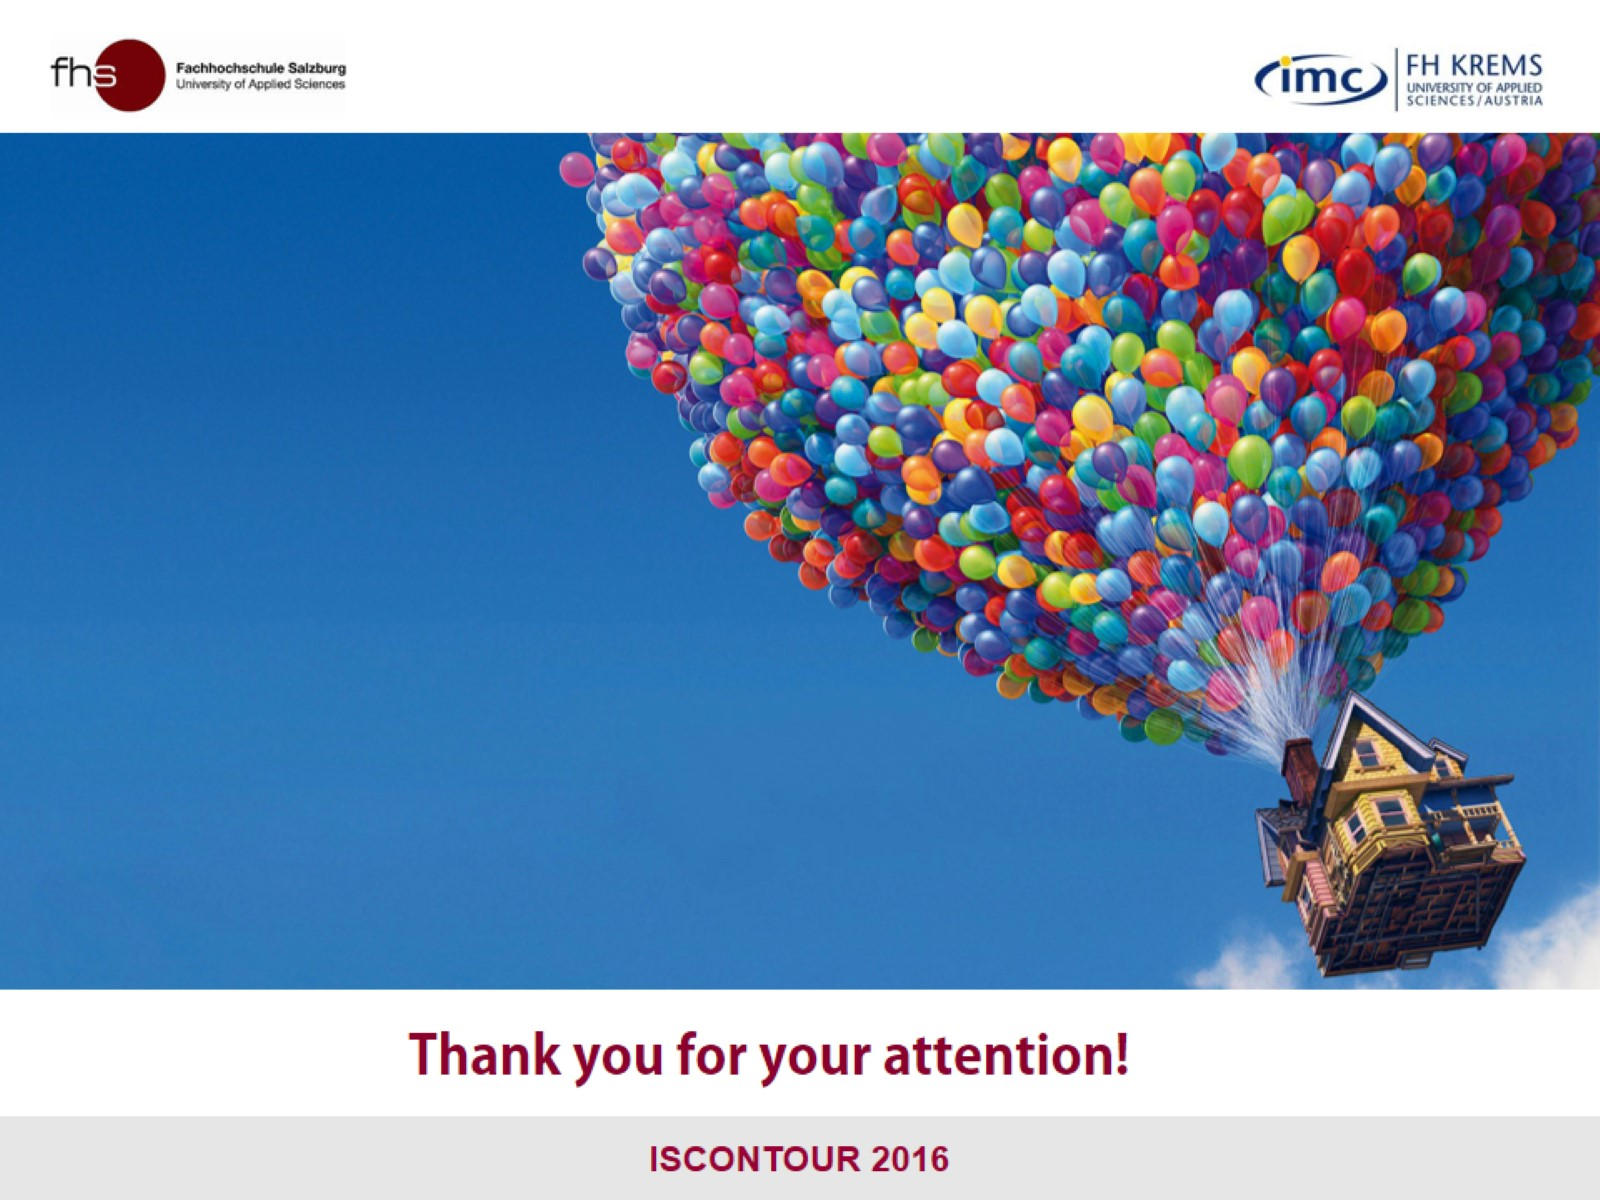 fhs
Fachhochschule Salzburg
University of Applied Sciences
imc
FH KREMS
UNIVERSITY OF APPLIED
SCIENCES/AUSTRIA
Thank you for your attention!
ISCONTOUR 2016